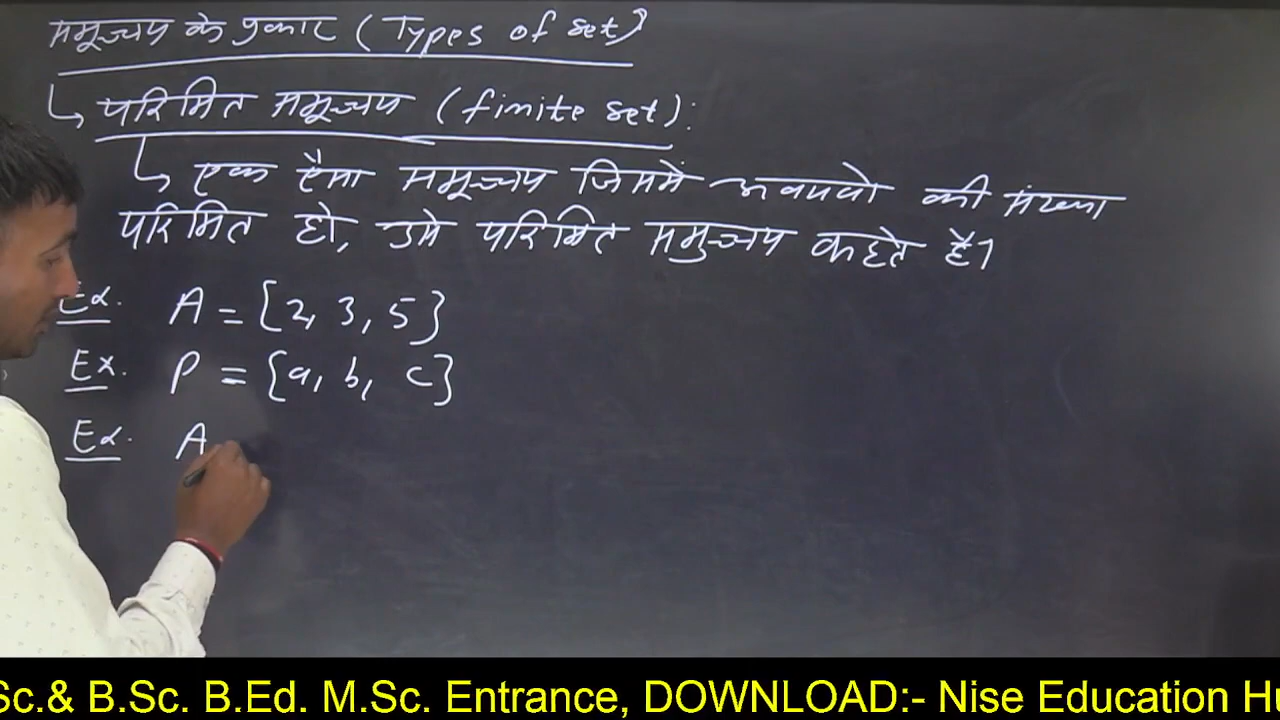 समूच्चय के प्रकार (Types of set)
↳ परिमित समूच्चय (finite set):
↳ एक ऐसा समूच्चय जिसमें अवयवो की संख्या
परिमित हो, उसे परिमित समुच्चय कहते है।
Ex. A = {2, 3, 5}
Ex. P = {a, b, c}
Ex. A
Sc.& B.Sc. B.Ed. M.Sc. Entrance, DOWNLOAD:- Nise Education Hu